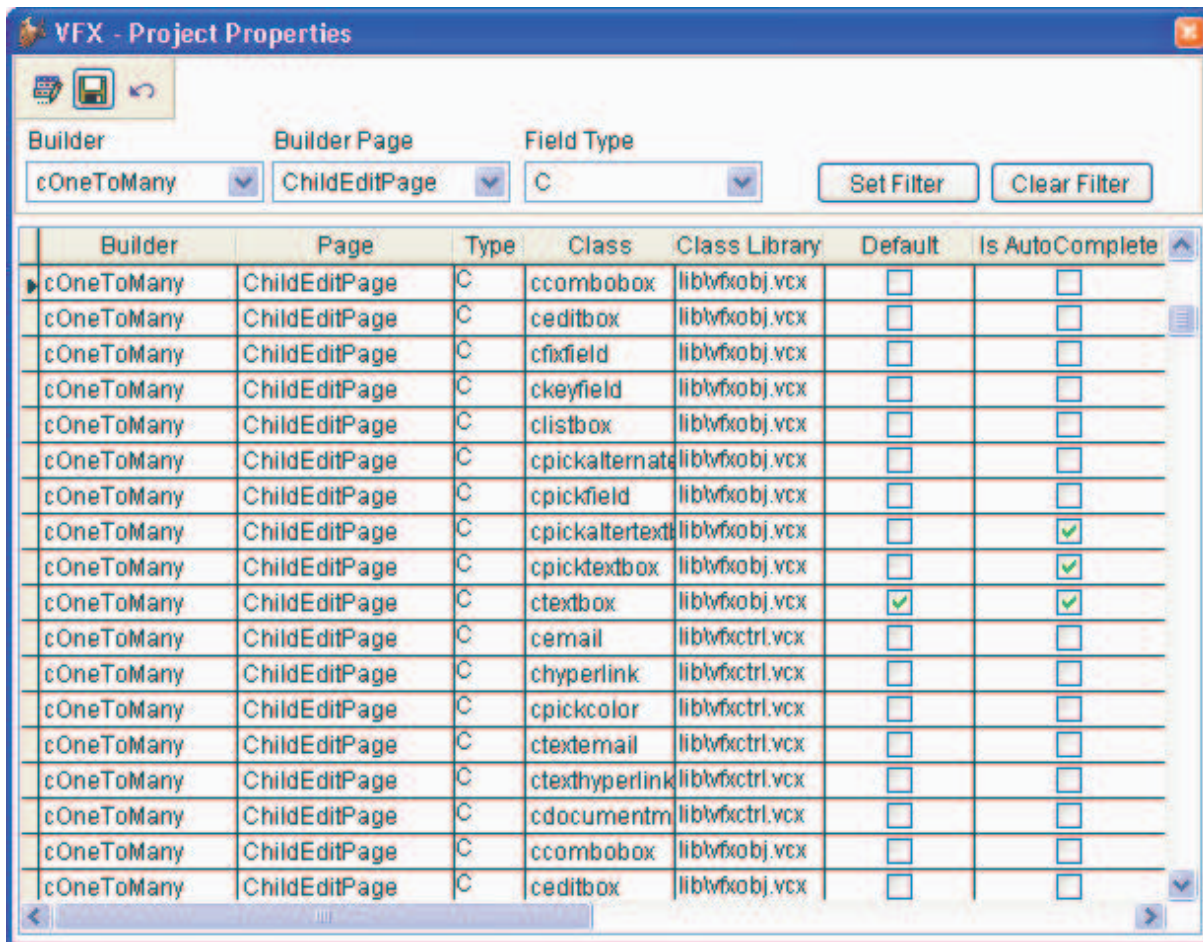 VFX - Project Properties
Builder Builder Page Field Type
cOneToMany ChildEditPage C Set Filter Clear Filter
Builder Page Type Class Class Library Default Is AutoComplete
cOneToMany ChildEditPage C ccombobox lib\vfxobj.vcx
cOneToMany ChildEditPage C ceditbox lib\vfxobj.vcx
cOneToMany ChildEditPage C cfixfield lib\vfxobj.vcx
cOneToMany ChildEditPage C ckeyfield lib\vfxobj.vcx
cOneToMany ChildEditPage C clistbox lib\vfxobj.vcx
cOneToMany ChildEditPage C cpickalternate lib\vfxobj.vcx
cOneToMany ChildEditPage C cpickfield lib\vfxobj.vcx
cOneToMany ChildEditPage C cpickaltertextb lib\vfxobj.vcx
cOneToMany ChildEditPage C cpicktextbox lib\vfxobj.vcx
cOneToMany ChildEditPage C ctextbox lib\vfxobj.vcx
cOneToMany ChildEditPage C cemail lib\vfxctrl.vcx
cOneToMany ChildEditPage C chyperlink lib\vfxctrl.vcx
cOneToMany ChildEditPage C cpickcolor lib\vfxctrl.vcx
cOneToMany ChildEditPage C ctextemail lib\vfxctrl.vcx
cOneToMany ChildEditPage C ctexthyperlink lib\vfxctrl.vcx
cOneToMany ChildEditPage C cdocumentm lib\vfxctrl.vcx
cOneToMany ChildEditPage C ccombobox lib\vfxobj.vcx
cOneToMany ChildEditPage C ceditbox lib\vfxobj.vcx